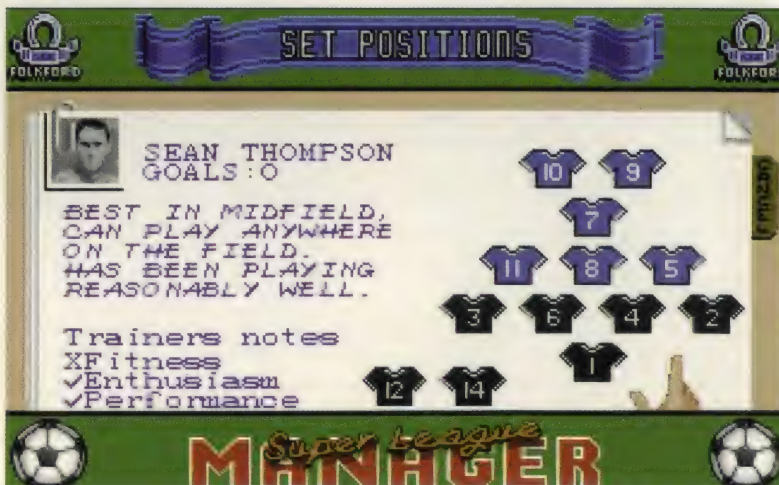 SET POSITIONS
FOLKFORD
FOLKFOR
SEAN THOMPSON
GOALS:0
BEST IN MIDFIELD,
CAN PLAY ANYWHERE
ON THE FIELD.
HAS BEEN PLAYING
REASONABLY WELL.
Trainers notes
XFitness
✓Enthusiasm
✓Performance
10 9
7
11 8 5
3 6 4 2
1
12 14
Super League
MANAGER